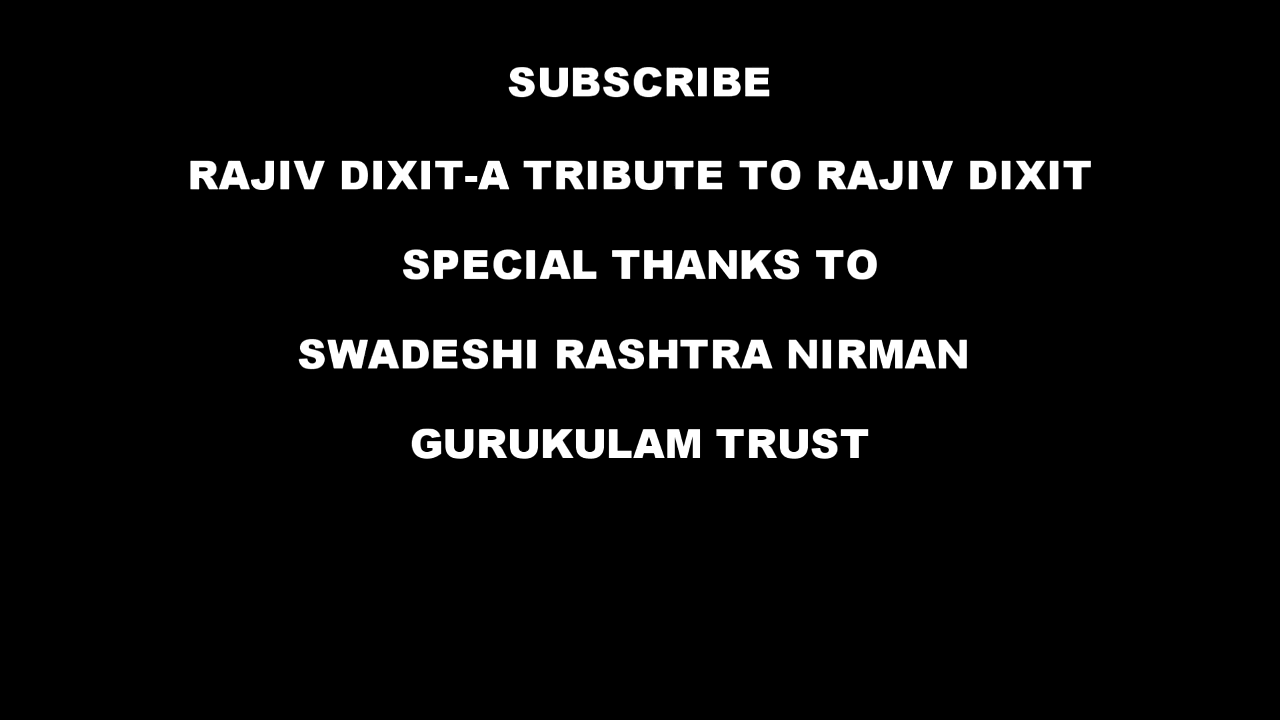 SUBSCRIBE
RAJIV DIXIT-A TRIBUTE TO RAJIV DIXIT
SPECIAL THANKS TO
SWADESHI RASHTRA NIRMAN
GURUKULAM TRUST